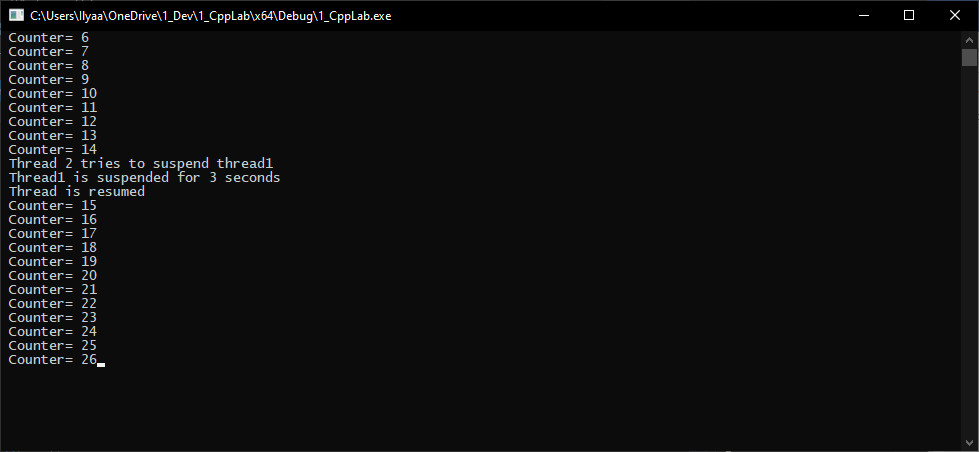 C:\Users\Ilyaa\OneDrive\1_Dev\1_CppLab\x64\Debug\1_CppLab.exe
Counter= 6
Counter= 7
Counter= 8
Counter= 9
Counter= 10
Counter= 11
Counter= 12
Counter= 13
Counter= 14
Thread 2 tries to suspend thread1
Thread1 is suspended for 3 seconds
Thread is resumed
Counter= 15
Counter= 16
Counter= 17
Counter= 18
Counter= 19
Counter= 20
Counter= 21
Counter= 22
Counter= 23
Counter= 24
Counter= 25
Counter= 26